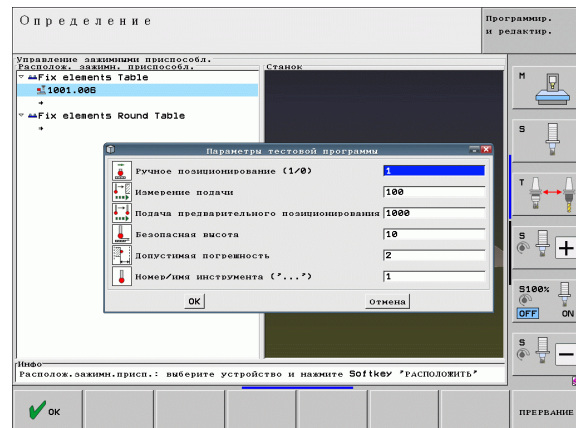 Определение
Программир.
и редактир.
Управление зажимными приспособл.
Располож. зажимн. приспособл.
Станок
Fix elements Table
1001.006
Fix elements Round Table
Параметры тестовой программы
Ручное позиционирование (1/0) 1
Измерение подачи 100
Подача предварительного позиционирования 1000
Безопасная высота 10
Допустимая погрешность 2
Номер/имя инструмента ("...") 1
OK
Отмена
Инфо
Располож.зажимн.присп.: выберите устройство и нажмите Softkey "РАСПОЛОЖИТЬ"
M
S
T
S
S100%
OFF ON
S
OK
ПРЕРВАНИЕ